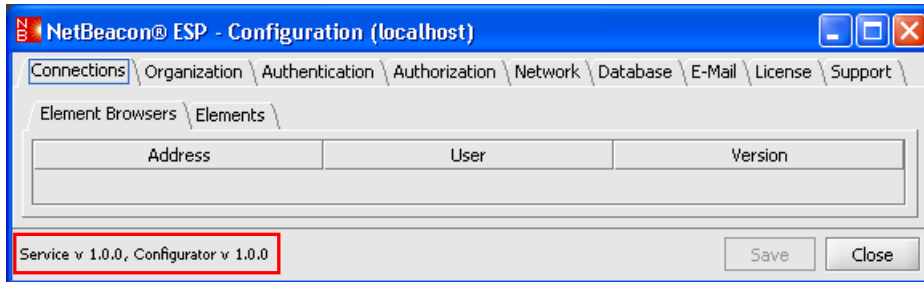 NetBeacon® ESP - Configuration (localhost)
Connections Organization Authentication Authorization Network Database E-Mail License Support
Element Browsers Elements
Address User Version
Service v 1.0.0, Configurator v 1.0.0 Save Close